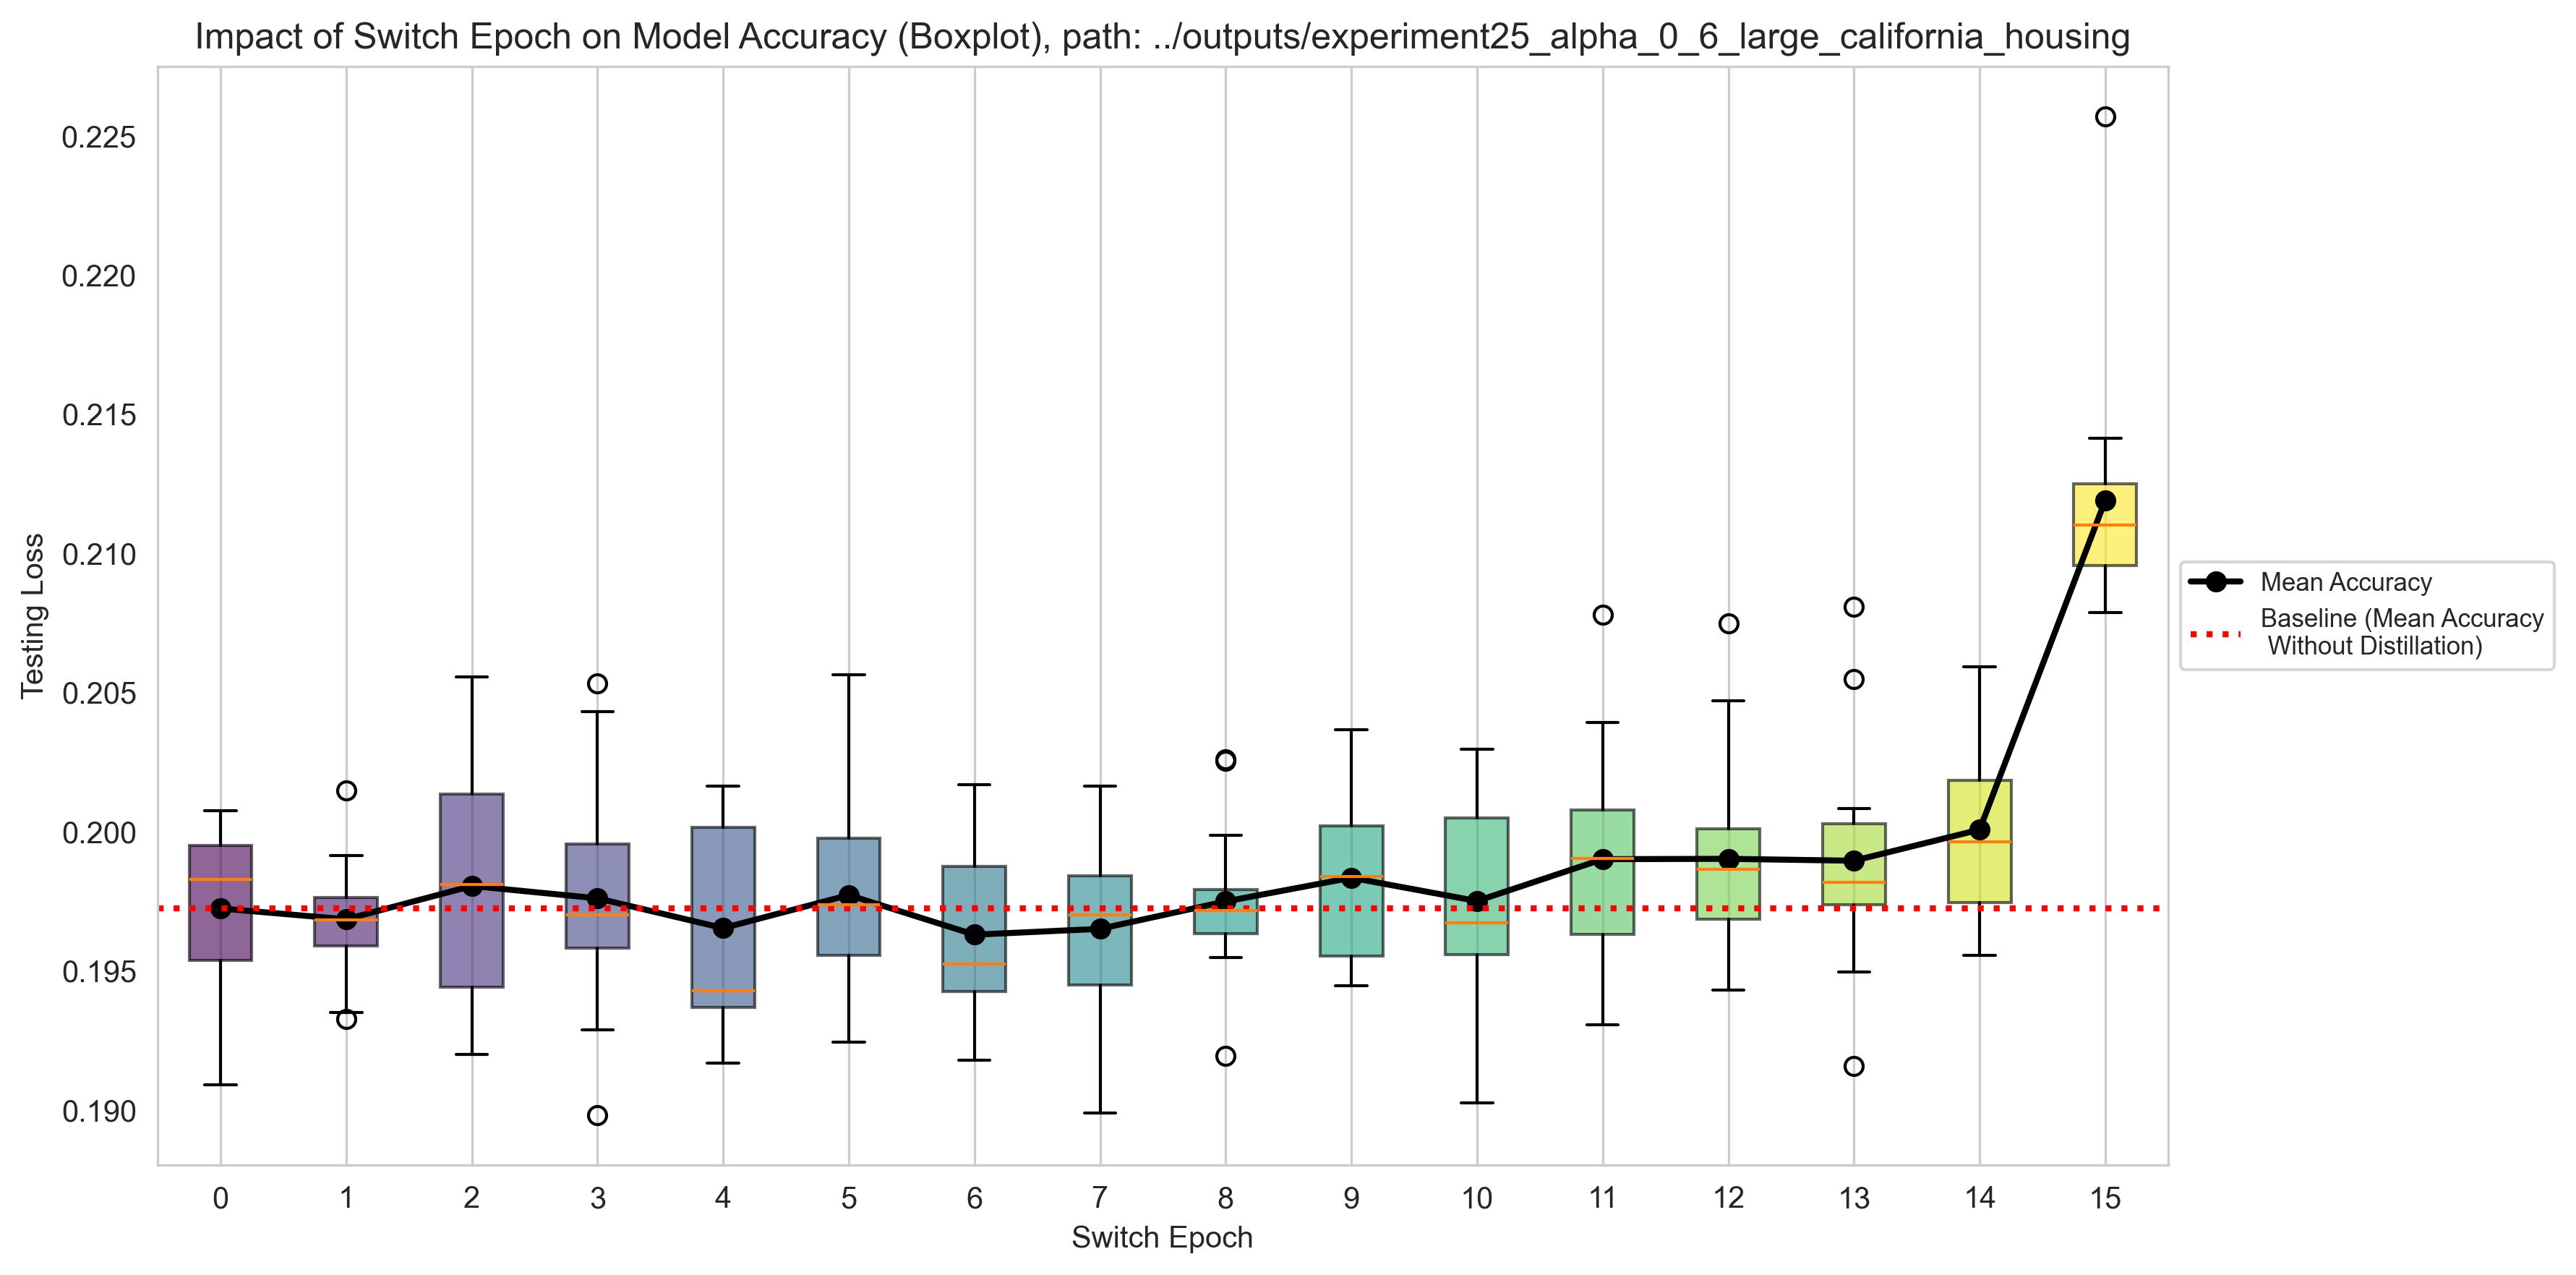 Impact of Switch Epoch on Model Accuracy (Boxplot), path: ../outputs/experiment25_alpha_0_6_large_california_housing
0.225
0.220
0.215
0.210
0.205
0.200
0.195
0.190
Testing Loss
Mean Accuracy
Baseline (Mean Accuracy
Without Distillation)
0 1 2 3 4 5 6 7 8 9 10 11 12 13 14 15
Switch Epoch